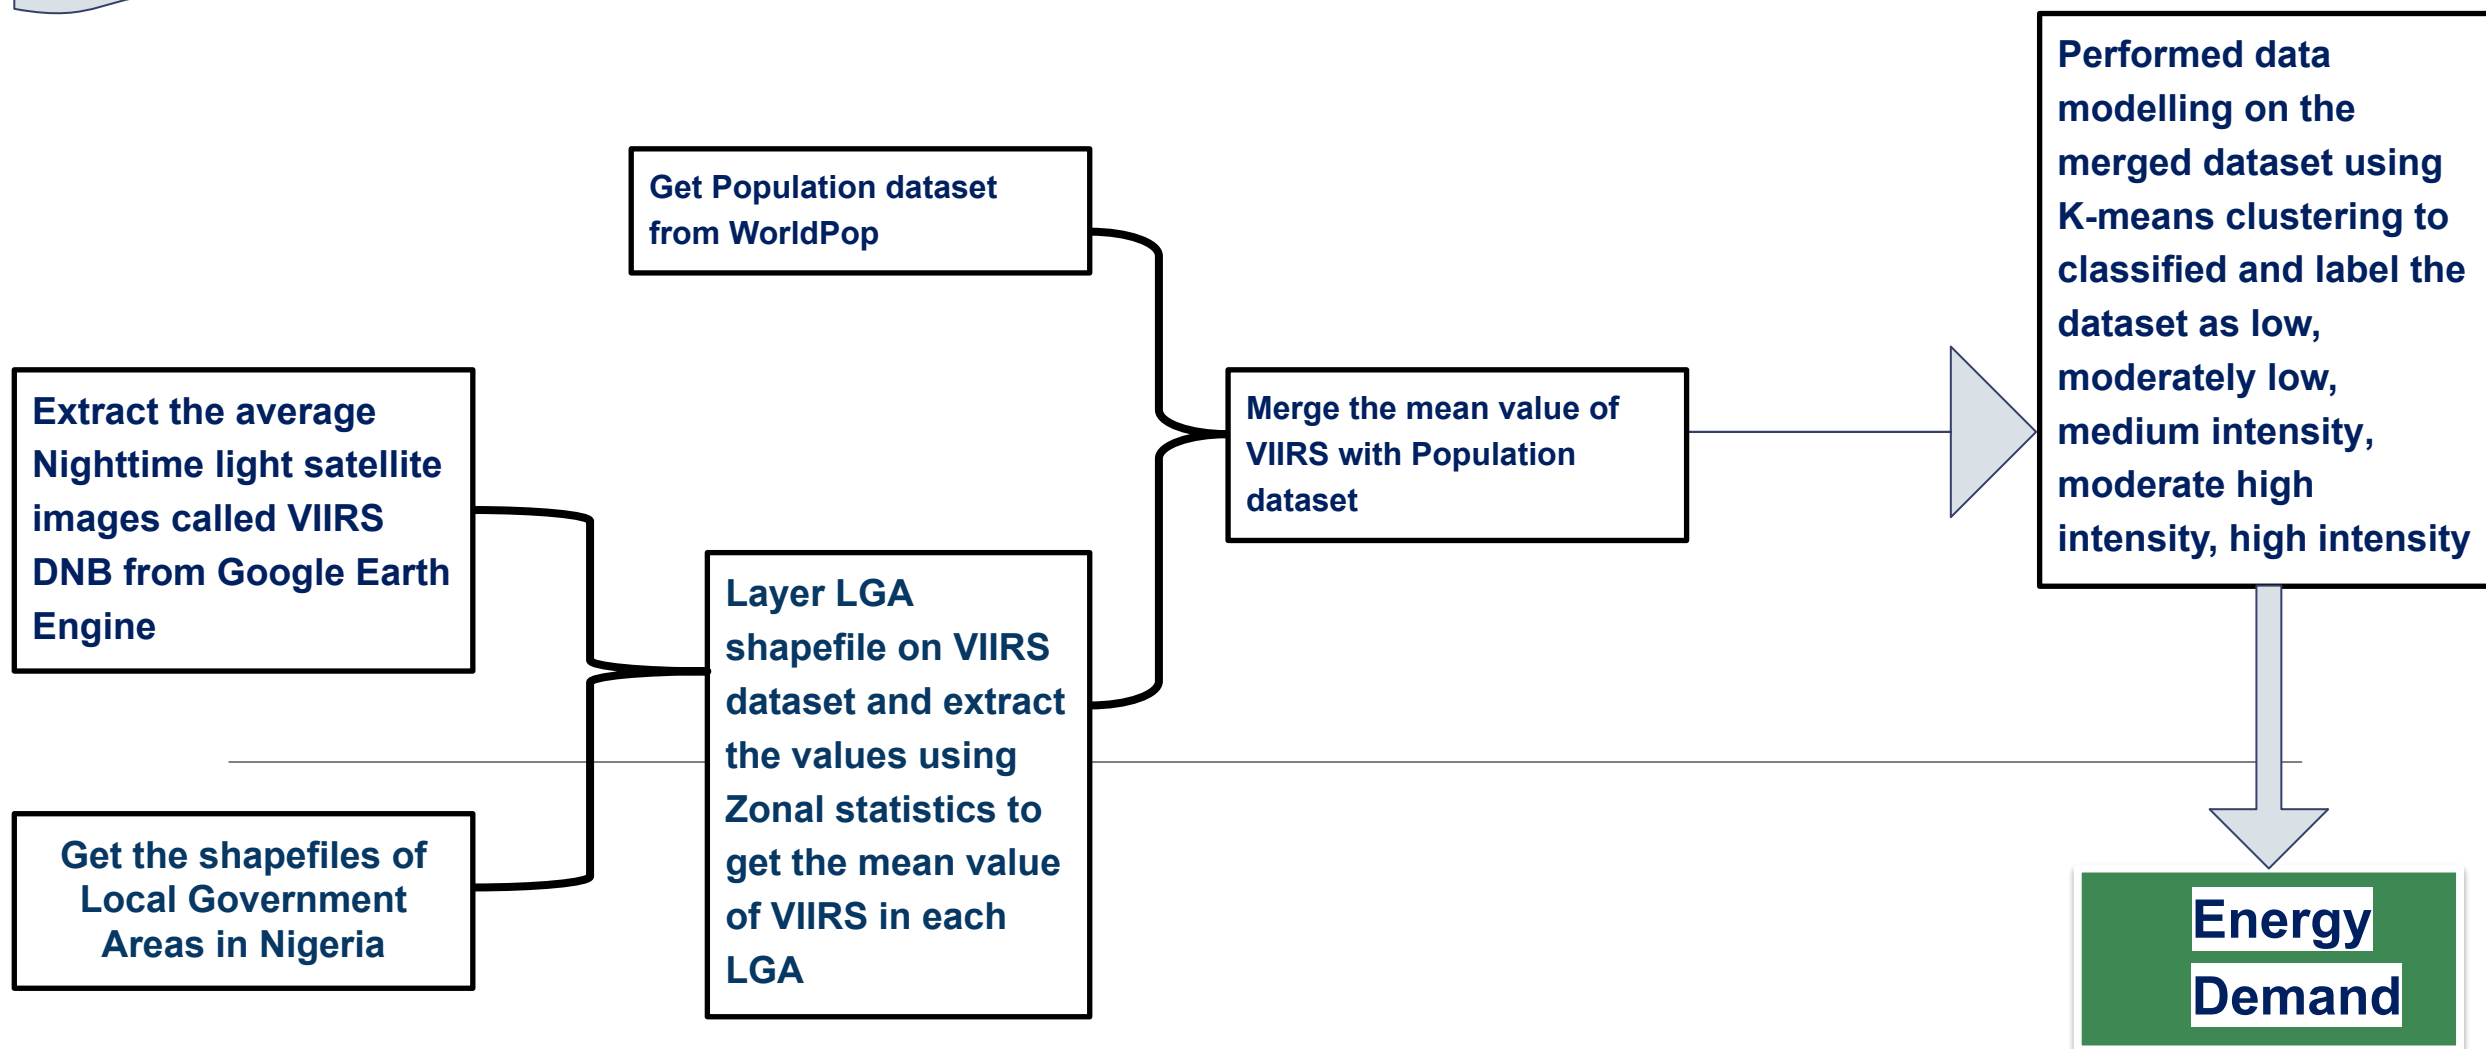 Get Population dataset
from WorldPop
Extract the average
Nighttime light satellite
images called VIIRS
DNB from Google Earth
Engine
Get the shapefiles of
Local Government
Areas in Nigeria
Layer LGA
shapefile on VIIRS
dataset and extract
the values using
Zonal statistics to
get the mean value
of VIIRS in each
LGA
Merge the mean value of
VIIRS with Population
dataset
Performed data
modelling on the
merged dataset using
K-means clustering to
classified and label the
dataset as low,
moderately low,
medium intensity,
moderate high
intensity, high intensity
Energy
Demand